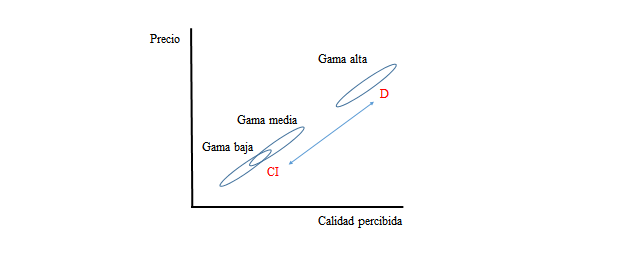 Precio
Gama alta
D
Gama media
Gama baja
CI
Calidad percibida